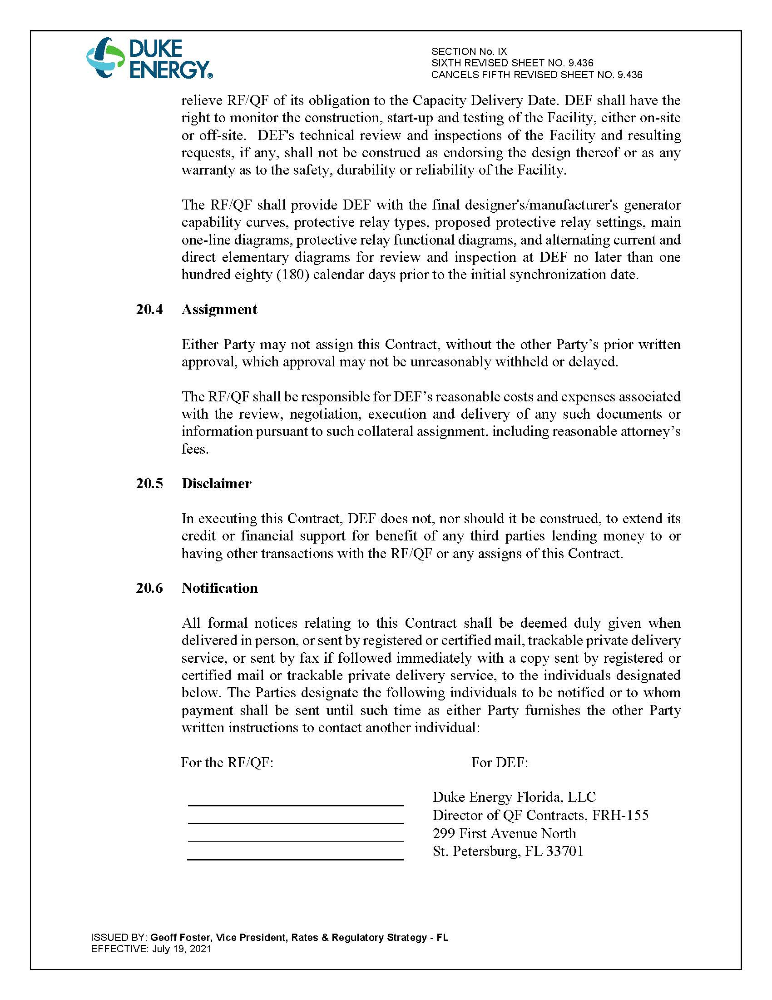 DUKE
ENERGY®
SECTION No. IX
SIXTH REVISED SHEET NO. 9.436
CANCELS FIFTH REVISED SHEET NO. 9.436
relieve RF/QF of its obligation to the Capacity Delivery Date. DEF shall have the
right to monitor the construction, start-up and testing of the Facility, either on-site
or off-site.  DEF's technical review and inspections of the Facility and resulting
requests, if any, shall not be construed as endorsing the design thereof or as any
warranty as to the safety, durability or reliability of the Facility.
The RF/QF shall provide DEF with the final designer's/manufacturer's generator
capability curves, protective relay types, proposed protective relay settings, main
one-line diagrams, protective relay functional diagrams, and alternating current and
direct elementary diagrams for review and inspection at DEF no later than one
hundred eighty (180) calendar days prior to the initial synchronization date.
20.4 Assignment
Either Party may not assign this Contract, without the other Party’s prior written
approval, which approval may not be unreasonably withheld or delayed.
The RF/QF shall be responsible for DEF’s reasonable costs and expenses associated
with the review, negotiation, execution and delivery of any such documents or
information pursuant to such collateral assignment, including reasonable attorney’s
fees.
20.5 Disclaimer
In executing this Contract, DEF does not, nor should it be construed, to extend its
credit or financial support for benefit of any third parties lending money to or
having other transactions with the RF/QF or any assigns of this Contract.
20.6 Notification
All formal notices relating to this Contract shall be deemed duly given when
delivered in person, or sent by registered or certified mail, trackable private delivery
service, or sent by fax if followed immediately with a copy sent by registered or
certified mail or trackable private delivery service, to the individuals designated
below. The Parties designate the following individuals to be notified or to whom
payment shall be sent until such time as either Party furnishes the other Party
written instructions to contact another individual:
For the RF/QF:
For DEF:
Duke Energy Florida, LLC
Director of QF Contracts, FRH-155
299 First Avenue North
St. Petersburg, FL 33701
ISSUED BY: Geoff Foster, Vice President, Rates & Regulatory Strategy - FL
EFFECTIVE: July 19, 2021